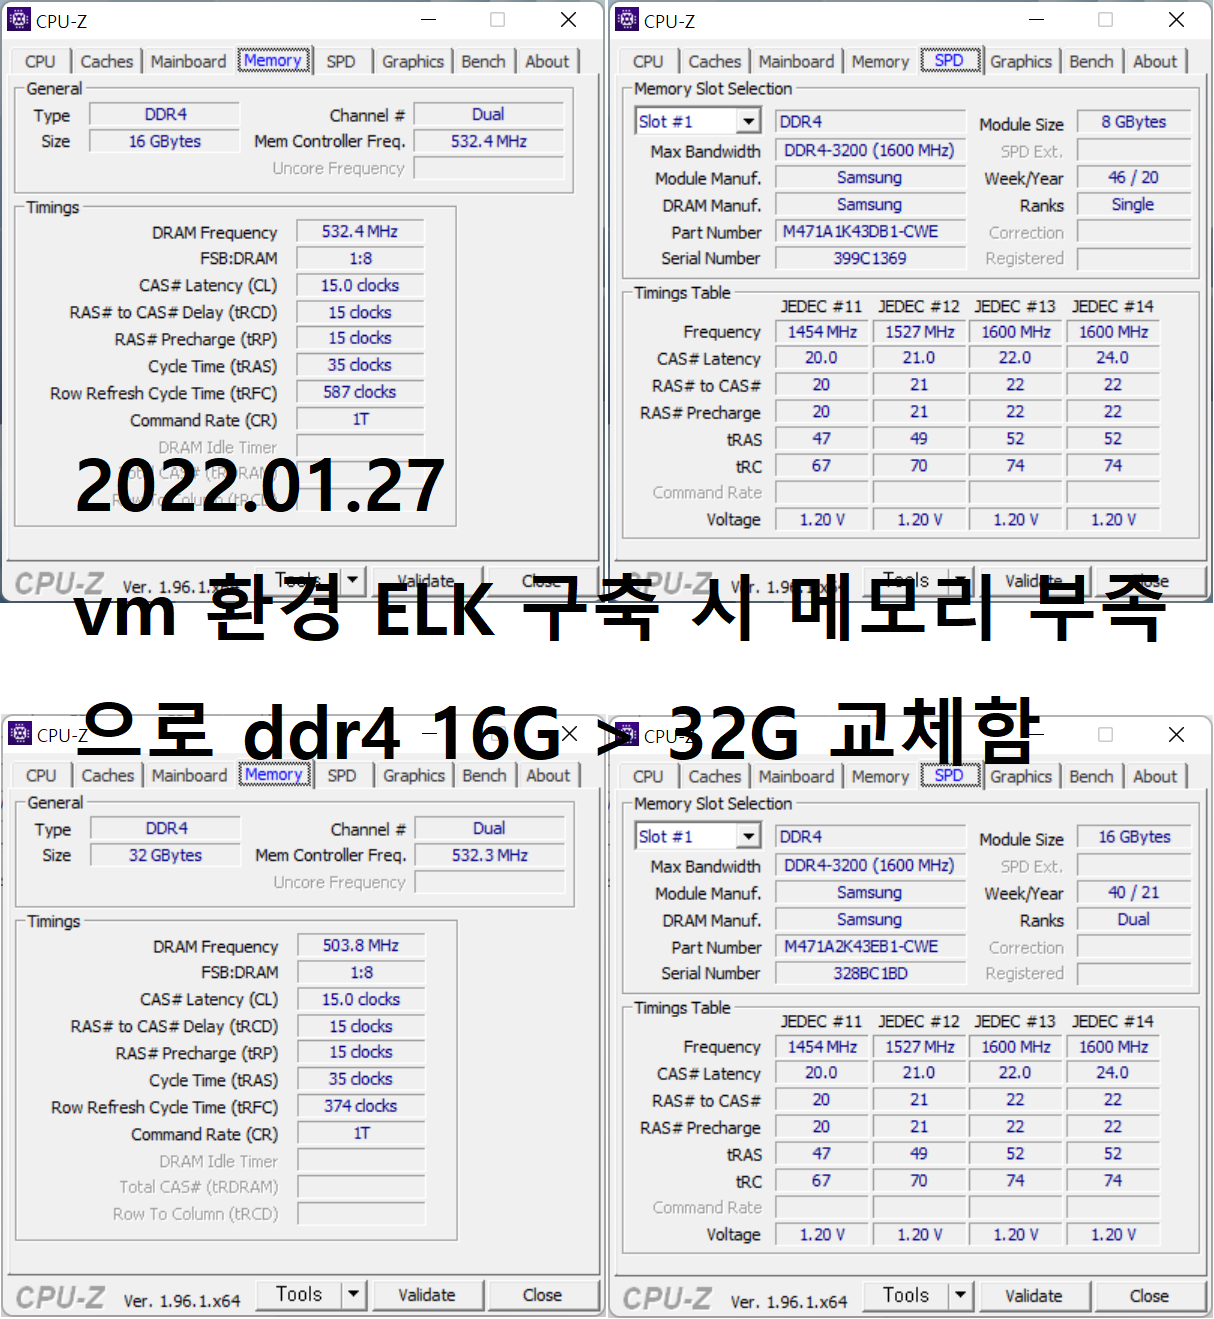 CPU-Z
CPU Caches Mainboard Memory SPD Graphics Bench About
General
Type DDR4 Channel # Dual
Size 16 GBytes Mem Controller Freq. 532.4 MHz
Uncore Frequency
Timings
DRAM Frequency 532.4 MHz
FSB:DRAM 1:8
CAS# Latency (CL) 15.0 clocks
RAS# to CAS# Delay (tRCD) 15 clocks
RAS# Precharge (tRP) 15 clocks
Cycle Time (tRAS) 35 clocks
Row Refresh Cycle Time (tRFC) 587 clocks
Command Rate (CR) 1T
DRAM Idle Timer
Total CAS# (tRDRAM)
Row To Column (tRCD)
CPU-Z Ver. 1.96.1.x64 Tools Validate Close
CPU-Z
CPU Caches Mainboard Memory SPD Graphics Bench About
Memory Slot Selection
Slot #1 DDR4 Module Size 8 GBytes
Max Bandwidth DDR4-3200 (1600 MHz) SPD Ext.
Module Manuf. Samsung Week/Year 46 / 20
DRAM Manuf. Samsung Ranks Single
Part Number M471A1K43DB1-CWE Correction
Serial Number 399C1369 Registered
Timings Table
JEDEC #11 JEDEC #12 JEDEC #13 JEDEC #14
Frequency 1454 MHz 1527 MHz 1600 MHz 1600 MHz
CAS# Latency 20.0 21.0 22.0 24.0
RAS# to CAS# 20 21 22 22
RAS# Precharge 20 21 22 22
tRAS 47 49 52 52
tRC 67 70 74 74
Command Rate
Voltage 1.20 V 1.20 V 1.20 V 1.20 V
CPU-Z Ver. 1.96.1.x64 Tools Validate Close
2022.01.27
vm 환경 ELK 구축 시 메모리 부족
으로 ddr4 16G > 32G 교체함
CPU-Z
CPU Caches Mainboard Memory SPD Graphics Bench About
General
Type DDR4 Channel # Dual
Size 32 GBytes Mem Controller Freq. 532.3 MHz
Uncore Frequency
Timings
DRAM Frequency 503.8 MHz
FSB:DRAM 1:8
CAS# Latency (CL) 15.0 clocks
RAS# to CAS# Delay (tRCD) 15 clocks
RAS# Precharge (tRP) 15 clocks
Cycle Time (tRAS) 35 clocks
Row Refresh Cycle Time (tRFC) 374 clocks
Command Rate (CR) 1T
DRAM Idle Timer
Total CAS# (tRDRAM)
Row To Column (tRCD)
CPU-Z Ver. 1.96.1.x64 Tools Validate Close
CPU-Z
CPU Caches Mainboard Memory SPD Graphics Bench About
Memory Slot Selection
Slot #1 DDR4 Module Size 16 GBytes
Max Bandwidth DDR4-3200 (1600 MHz) SPD Ext.
Module Manuf. Samsung Week/Year 40 / 21
DRAM Manuf. Samsung Ranks Dual
Part Number M471A2K43EB1-CWE Correction
Serial Number 328BC1BD Registered
Timings Table
JEDEC #11 JEDEC #12 JEDEC #13 JEDEC #14
Frequency 1454 MHz 1527 MHz 1600 MHz 1600 MHz
CAS# Latency 20.0 21.0 22.0 24.0
RAS# to CAS# 20 21 22 22
RAS# Precharge 20 21 22 22
tRAS 47 49 52 52
tRC 67 70 74 74
Command Rate
Voltage 1.20 V 1.20 V 1.20 V 1.20 V
CPU-Z Ver. 1.96.1.x64 Tools Validate Close